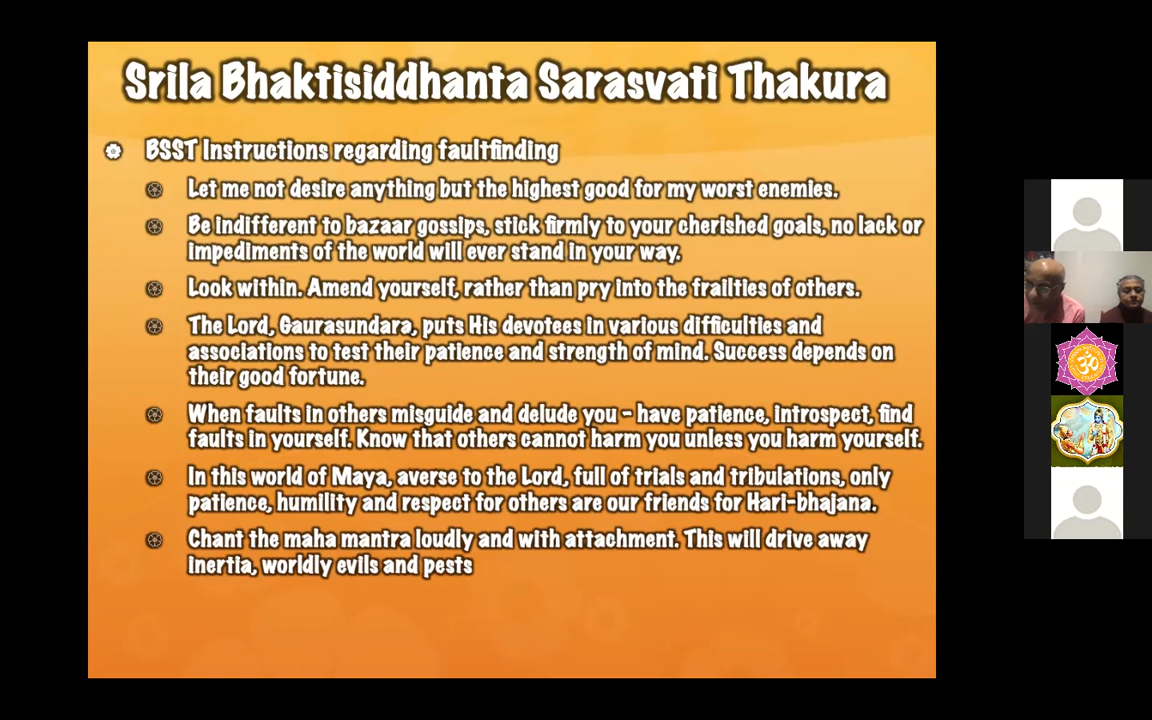 Srila Bhaktisiddhanta Sarasvati Thakura
BSST Instructions regarding faultfinding
Let me not desire anything but the highest good for my worst enemies.
Be indifferent to bazaar gossips, stick firmly to your cherished goals, no lack or
impediments of the world will ever stand in your way.
Look within. Amend yourself, rather than pry into the frailties of others.
The Lord, Gaurasundara, puts His devotees in various difficulties and
associations to test their patience and strength of mind. Success depends on
their good fortune.
When faults in others misguide and delude you – have patience, introspect, find
faults in yourself. Know that others cannot harm you unless you harm yourself.
In this world of Maya, averse to the Lord, full of trials and tribulations, only
patience, humility and respect for others are our friends for Hari-bhajana.
Chant the maha mantra loudly and with attachment. This will drive away
inertia, worldly evils and pests
ॐ